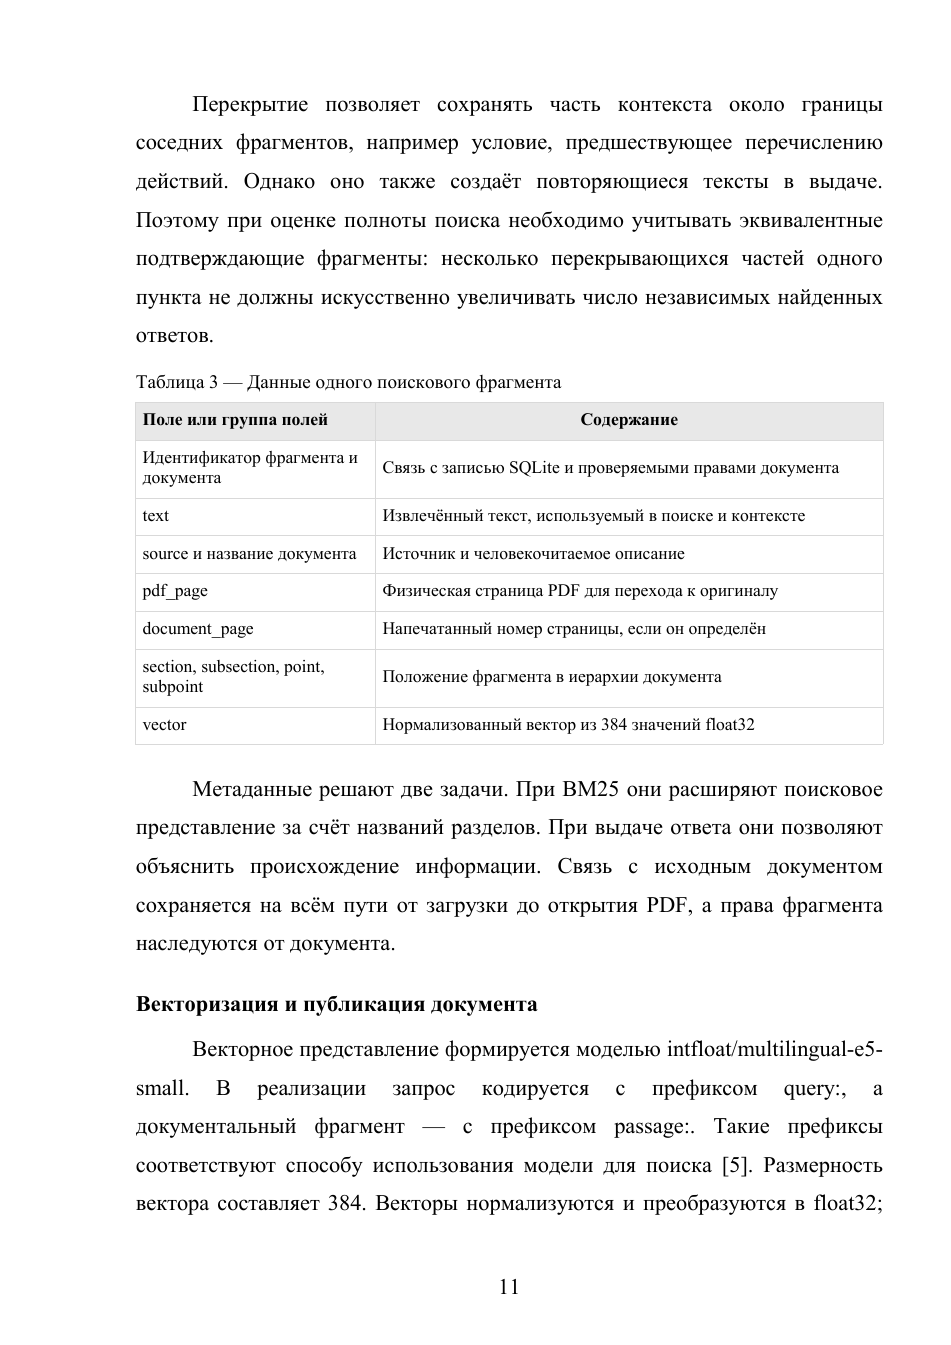 Перекрытие позволяет сохранять часть контекста около границы
соседних фрагментов, например условие, предшествующее перечислению
действий. Однако оно также создаёт повторяющиеся тексты в выдаче.
Поэтому при оценке полноты поиска необходимо учитывать эквивалентные
подтверждающие фрагменты: несколько перекрывающихся частей одного
пункта не должны искусственно увеличивать число независимых найденных
ответов.
Таблица 3 — Данные одного поискового фрагмента
Поле или группа полей Содержание
Идентификатор фрагмента и
документа
Связь с записью SQLite и проверяемыми правами документа
text Извлечённый текст, используемый в поиске и контексте
source и название документа Источник и человекочитаемое описание
pdf_page Физическая страница PDF для перехода к оригиналу
document_page Напечатанный номер страницы, если он определён
section, subsection, point,
subpoint
Положение фрагмента в иерархии документа
vector Нормализованный вектор из 384 значений float32
Метаданные решают две задачи. При BM25 они расширяют поисковое
представление за счёт названий разделов. При выдаче ответа они позволяют
объяснить происхождение информации. Связь с исходным документом
сохраняется на всём пути от загрузки до открытия PDF, а права фрагмента
наследуются от документа.
Векторизация и публикация документа
Векторное представление формируется моделью intfloat/multilingual-e5-
small. В реализации запрос кодируется с префиксом query:, а
документальный фрагмент — с префиксом passage:. Такие префиксы
соответствуют способу использования модели для поиска [5]. Размерность
вектора составляет 384. Векторы нормализуются и преобразуются в float32;
11